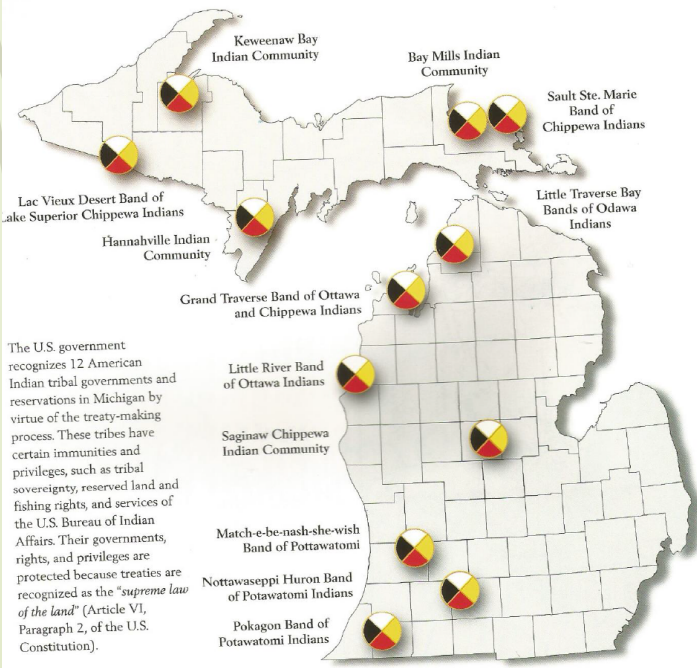 Keweenaw Bay
Indian Community
Bay Mills Indian
Community
Sault Ste. Marie
Band of
Chippewa Indians
Lac Vieux Desert Band of
Lake Superior Chippewa Indians
Little Traverse Bay
Bands of Odawa
Indians
Hannahville Indian
Community
Grand Traverse Band of Ottawa
and Chippewa Indians
The U.S. government
recognizes 12 American
Indian tribal governments and
reservations in Michigan by
virtue of the treaty-making
process. These tribes have
certain immunities and
privileges, such as tribal
sovereignty, reserved land and
fishing rights, and services of
the U.S. Bureau of Indian
Affairs. Their governments,
rights, and privileges are
protected because treaties are
recognized as the "supreme law
of the land" (Article VI,
Paragraph 2, of the U.S.
Constitution).
Little River Band
of Ottawa Indians
Saginaw Chippewa
Indian Community
Match-e-be-nash-she-wish
Band of Pottawatomi
Nottawaseppi Huron Band
of Potawatomi Indians
Pokagon Band of
Potawatomi Indians